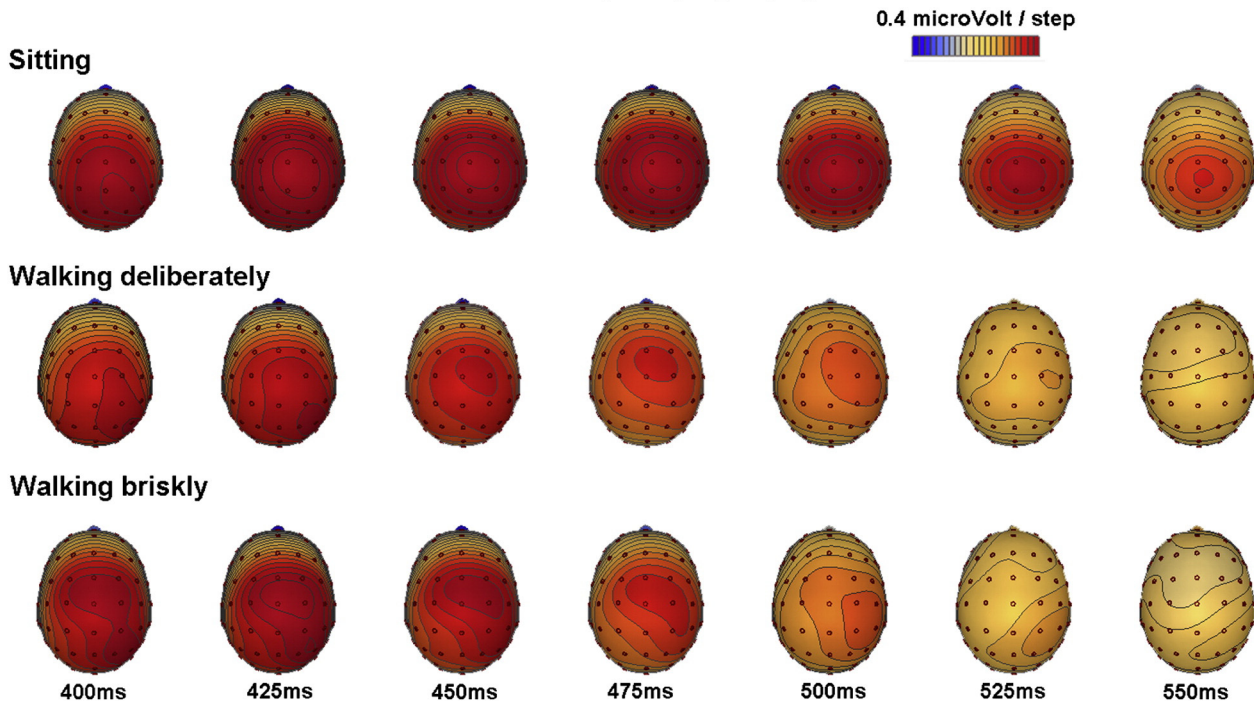 0.4 microVolt / step
Sitting
Walking deliberately
Walking briskly
400ms 425ms 450ms 475ms 500ms 525ms 550ms